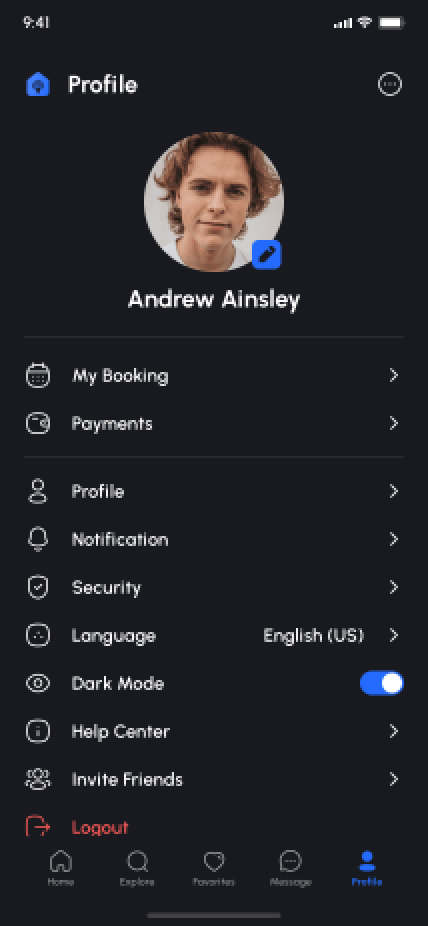 9:41
Profile
Andrew Ainsley
My Booking
Payments
Profile
Notification
Security
Language English (US)
Dark Mode
Help Center
Invite Friends
Logout
Home Explore Favorites Message Profile